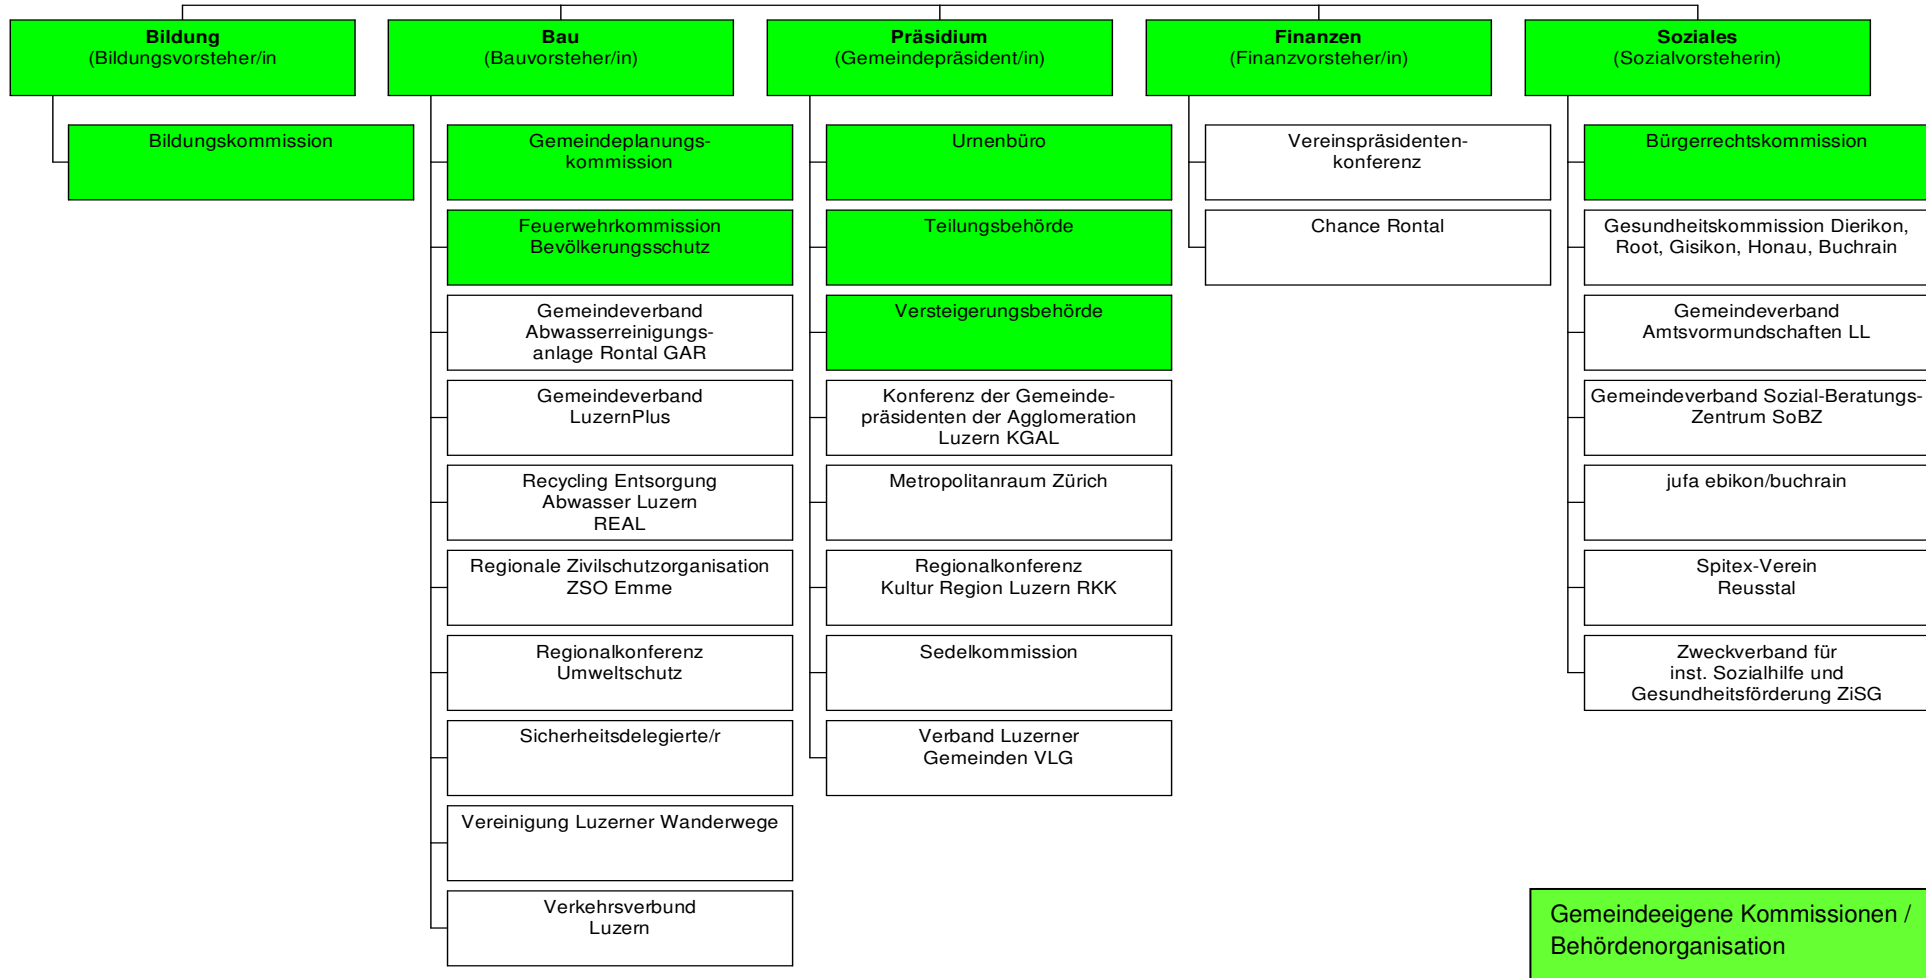 Bildung
(Bildungsvorsteher/in
Bildungskommission
Bau
(Bauvorsteher/in)
Gemeindeplanungs-
kommission
Feuerwehrkommission
Bevölkerungsschutz
Gemeindeverband
Abwasserreinigungs-
anlage Rontal GAR
Gemeindeverband
LuzernPlus
Recycling Entsorgung
Abwasser Luzern
REAL
Regionale Zivilschutzorganisation
ZSO Emme
Regionalkonferenz
Umweltschutz
Sicherheitsdelegierte/r
Vereinigung Luzerner Wanderwege
Verkehrsverbund
Luzern
Präsidium
(Gemeindepräsident/in)
Urnenbüro
Teilungsbehörde
Versteigerungsbehörde
Konferenz der Gemeinde-
präsidenten der Agglomeration
Luzern KGAL
Metropolitanraum Zürich
Regionalkonferenz
Kultur Region Luzern RKK
Sedelkommission
Verband Luzerner
Gemeinden VLG
Finanzen
(Finanzvorsteher/in)
Vereinspräsidenten-
konferenz
Chance Rontal
Soziales
(Sozialvorsteherin)
Bürgerrechtskommission
Gesundheitskommission Dierikon,
Root, Gisikon, Honau, Buchrain
Gemeindeverband
Amtsvormundschaften LL
Gemeindeverband Sozial-Beratungs-
Zentrum SoBZ
jufa ebikon/buchrain
Spitex-Verein
Reusstal
Zweckverband für
inst. Sozialhilfe und
Gesundheitsförderung ZiSG
Gemeindeeigene Kommissionen /
Behördenorganisation